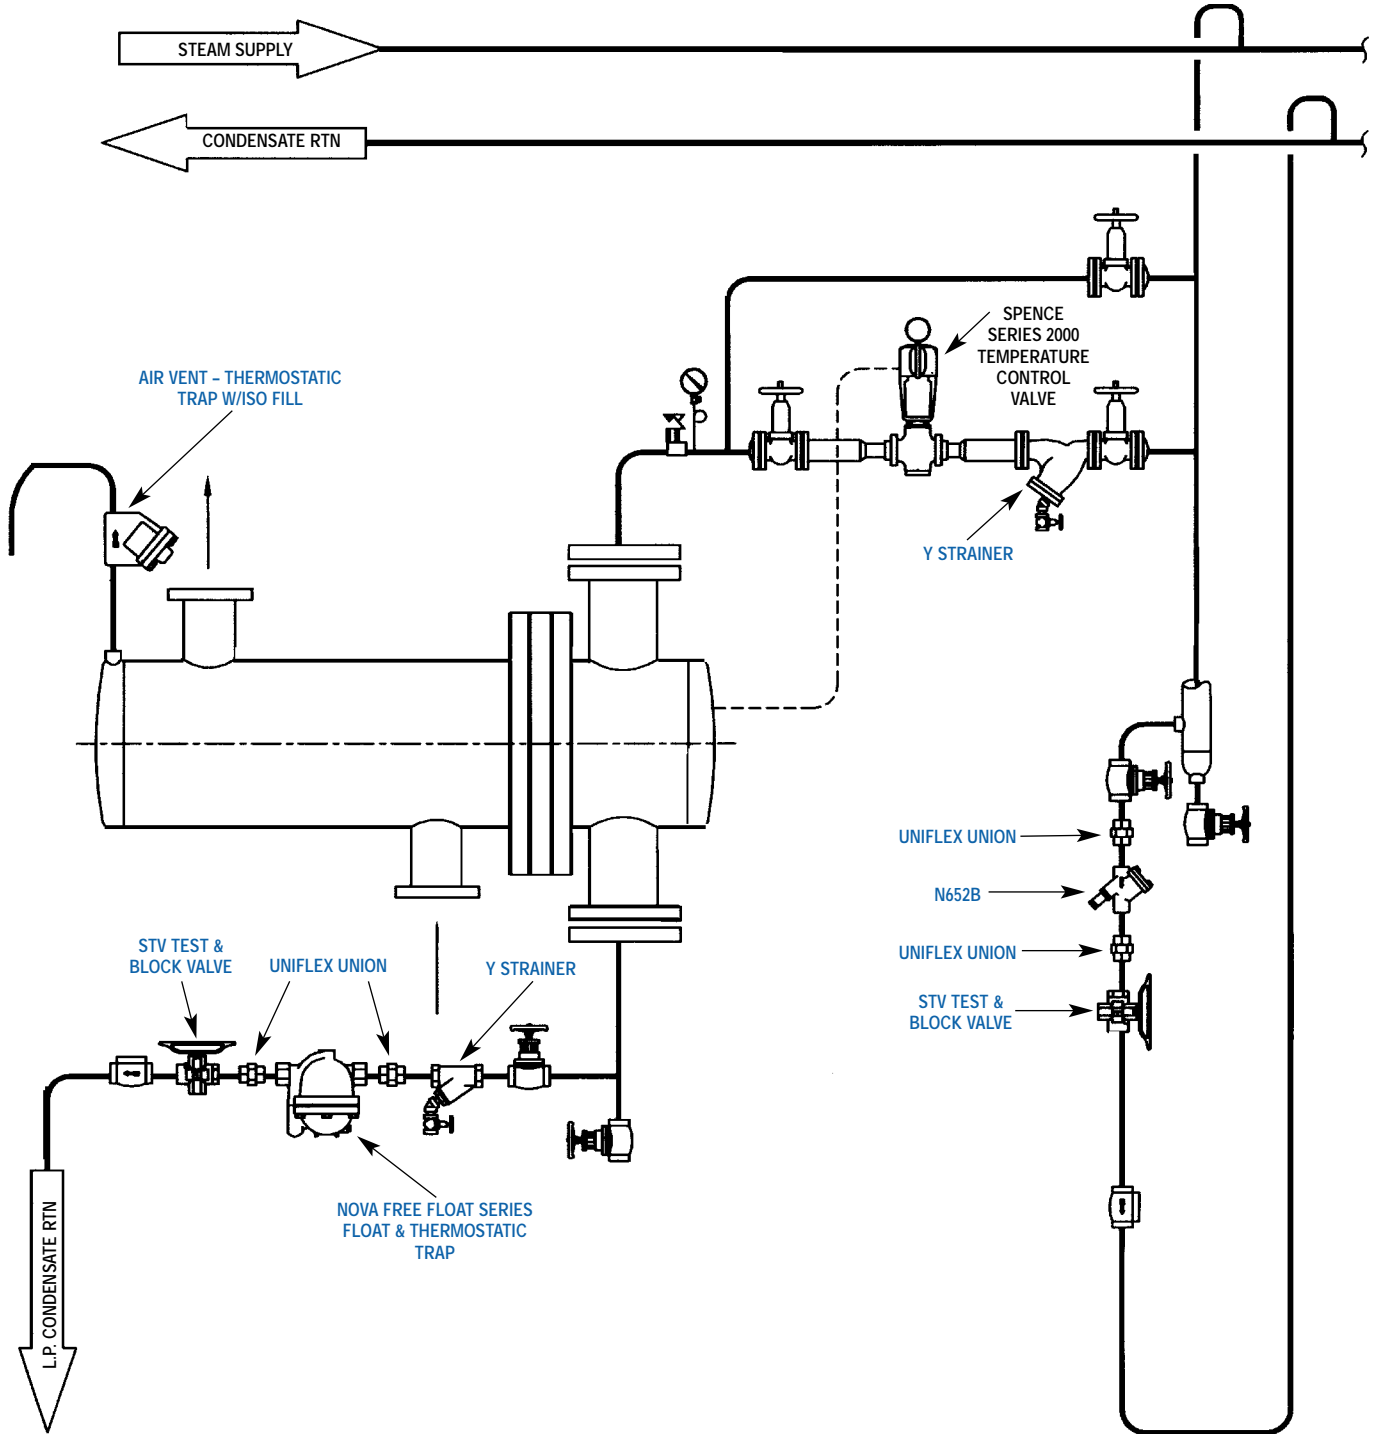 STEAM SUPPLY
CONDENSATE RTN
SPENCE
SERIES 2000
TEMPERATURE
CONTROL
VALVE
AIR VENT – THERMOSTATIC
TRAP W/ISO FILL
Y STRAINER
UNIFLEX UNION
N652B
UNIFLEX UNION
STV TEST &
BLOCK VALVE
STV TEST &
BLOCK VALVE
UNIFLEX UNION
Y STRAINER
NOVA FREE FLOAT SERIES
FLOAT & THERMOSTATIC
TRAP
L.P. CONDENSATE RTN